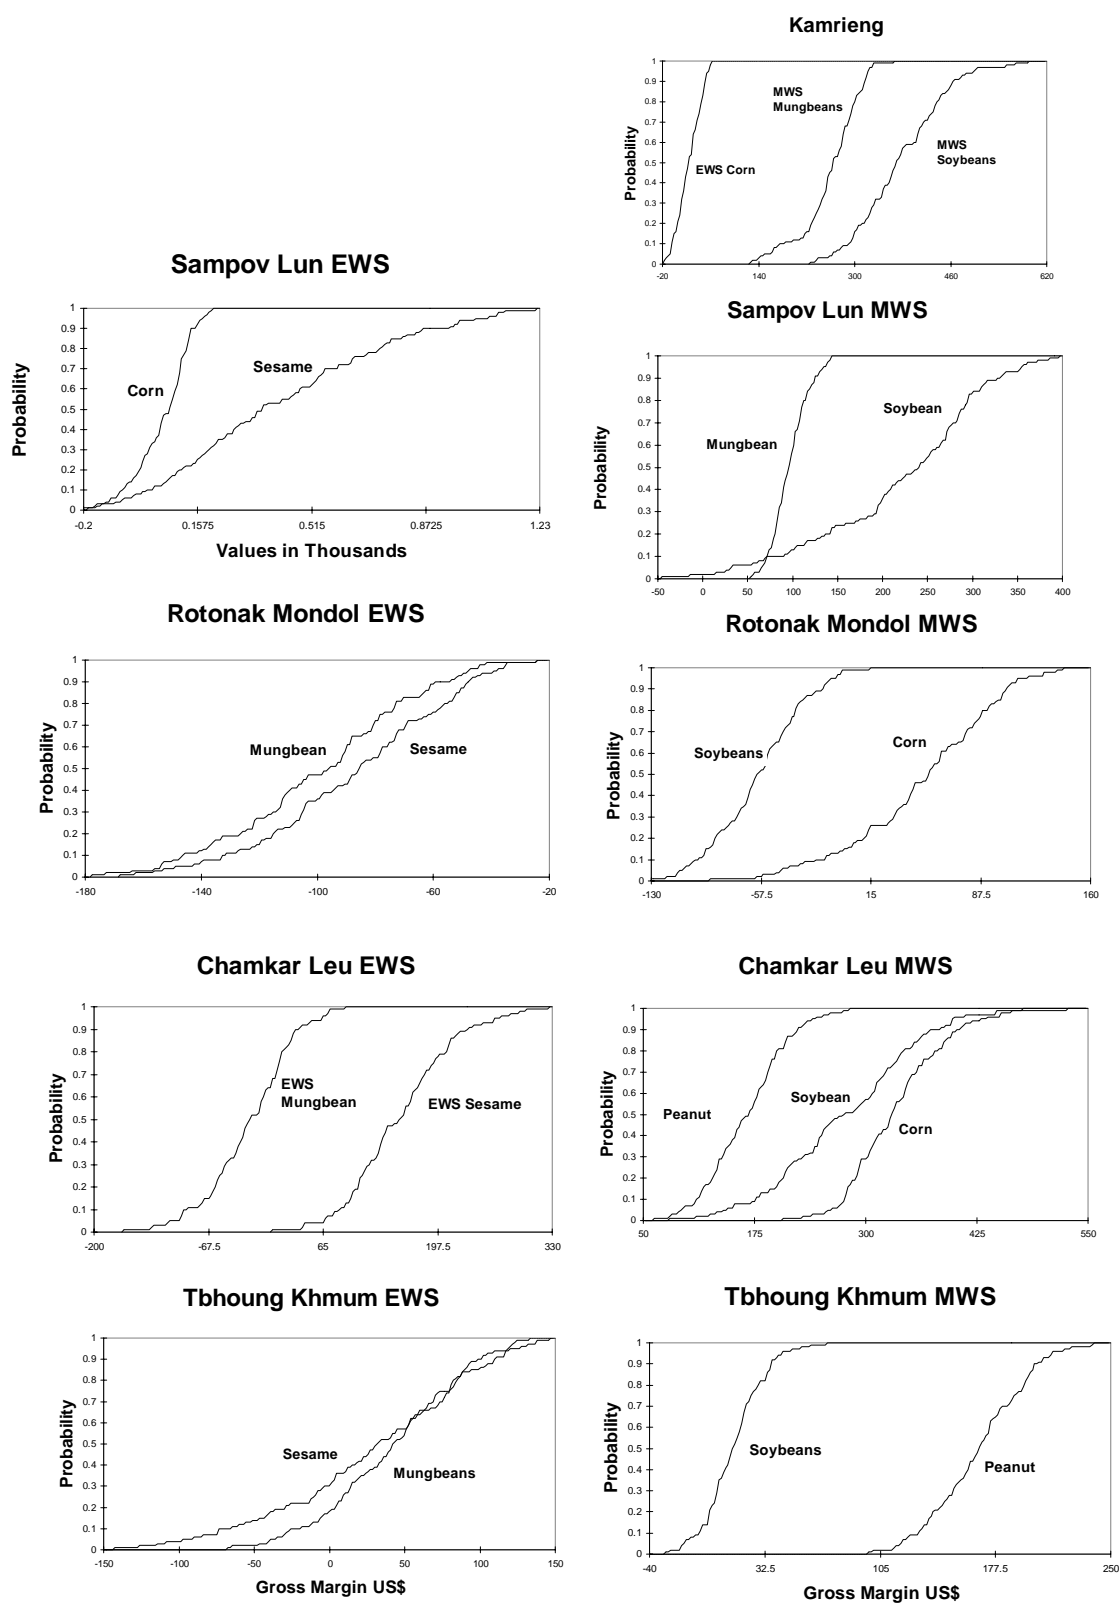 Kamrieng
Probability
1
0.9
0.8
0.7
0.6
0.5
0.4
0.3
0.2
0.1
0
MWS
Mungbeans
MWS
Soybeans
EWS Corn
-20 140 300 460 620
Sampov Lun EWS
Probability
1
0.9
0.8
0.7
0.6
0.5
0.4
0.3
0.2
0.1
0
Sesame
Corn
-0.2 0.1575 0.515 0.8725 1.23
Values in Thousands
Sampov Lun MWS
Probability
1
0.9
0.8
0.7
0.6
0.5
0.4
0.3
0.2
0.1
0
Soybean
Mungbean
-50 0 50 100 150 200 250 300 350 400
Rotonak Mondol EWS
Probability
1
0.9
0.8
0.7
0.6
0.5
0.4
0.3
0.2
0.1
0
Mungbean
Sesame
-180 -140 -100 -60 -20
Rotonak Mondol MWS
Probability
1
0.9
0.8
0.7
0.6
0.5
0.4
0.3
0.2
0.1
0
Soybeans
Corn
-130 -57.5 15 87.5 160
Chamkar Leu EWS
Probability
1
0.9
0.8
0.7
0.6
0.5
0.4
0.3
0.2
0.1
0
EWS
Mungbean
EWS Sesame
-200 -67.5 65 197.5 330
Chamkar Leu MWS
Probability
1
0.9
0.8
0.7
0.6
0.5
0.4
0.3
0.2
0.1
0
Peanut
Soybean
Corn
50 175 300 425 550
Tbhoung Khmum EWS
Probability
1
0.9
0.8
0.7
0.6
0.5
0.4
0.3
0.2
0.1
0
Sesame
Mungbeans
-150 -100 -50 0 50 100 150
Gross Margin US$
Tbhoung Khmum MWS
Probability
1
0.9
0.8
0.7
0.6
0.5
0.4
0.3
0.2
0.1
0
Soybeans
Peanut
-40 32.5 105 177.5 250
Gross Margin US$